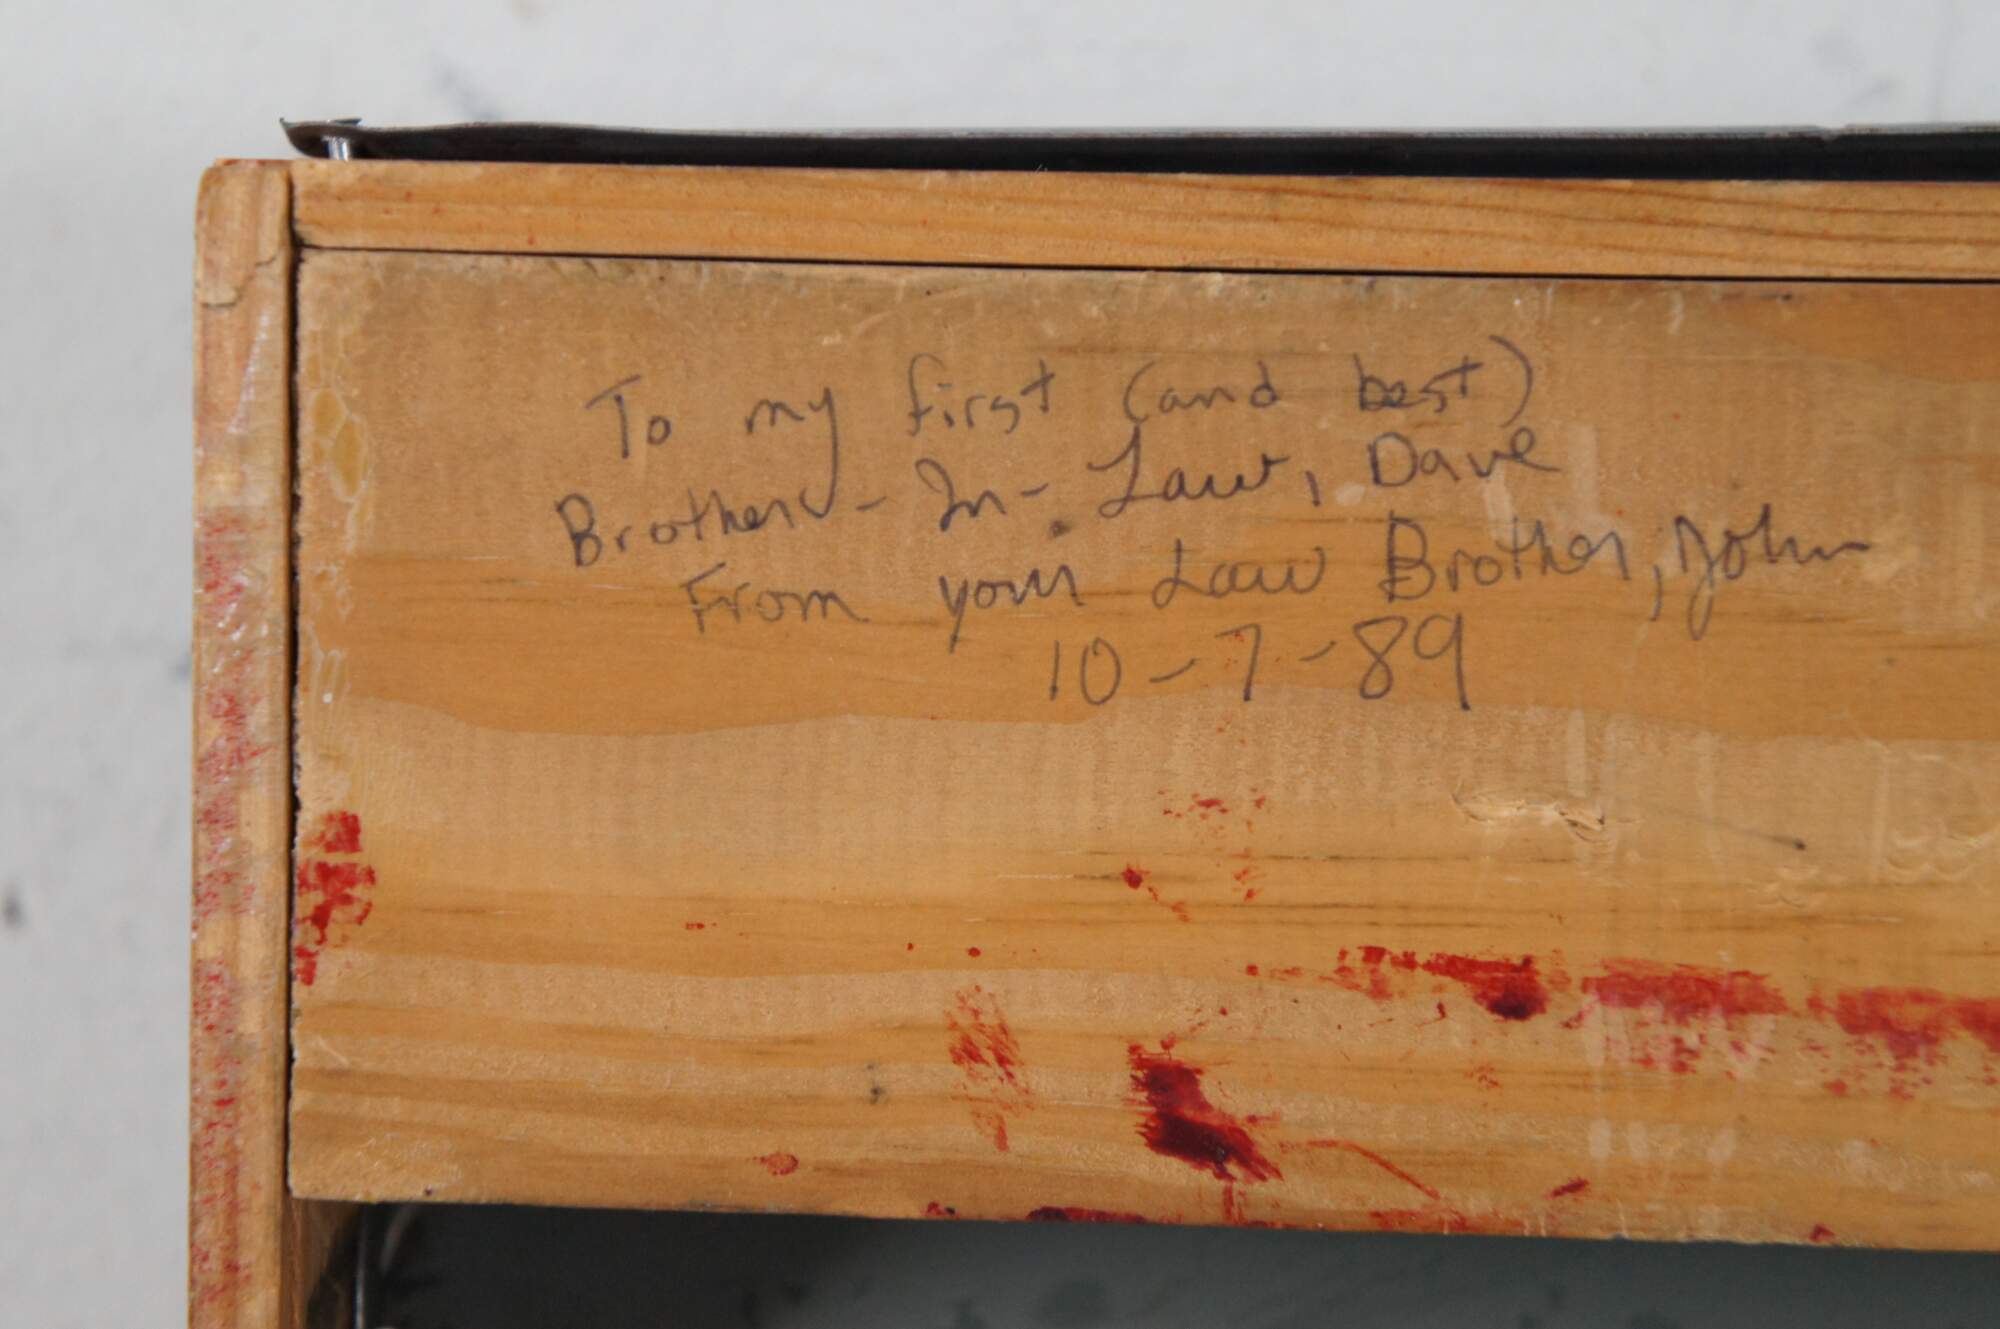 To my first (and best)
Brother-In-Law, Dave
From your Law Brother, John
10-7-89